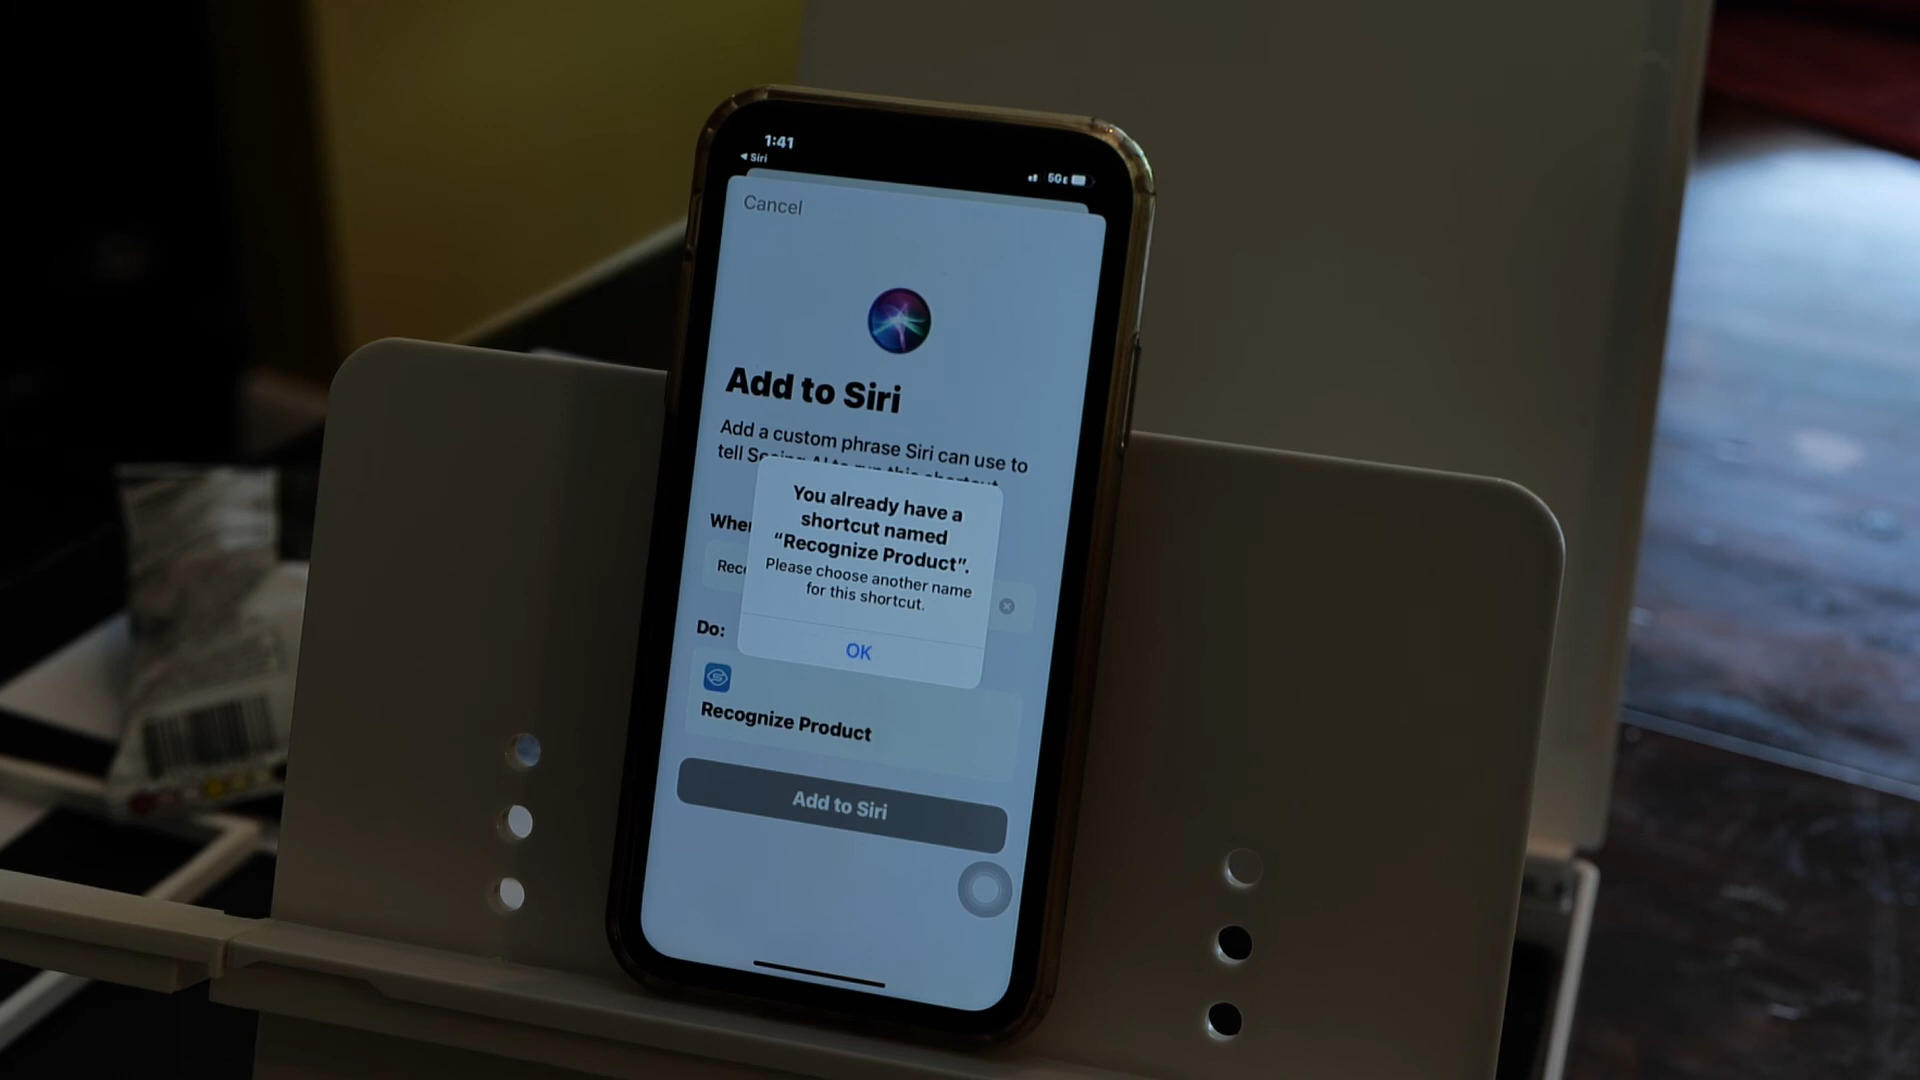 1:41
◀ Siri
5GE
Cancel
Add to Siri
Add a custom phrase Siri can use to
tell Seeing AI to run this shortcut
You already have a
shortcut named
“Recognize Product”.
Please choose another name
for this shortcut.
OK
Whe
Rec
Do:
Recognize Product
Add to Siri